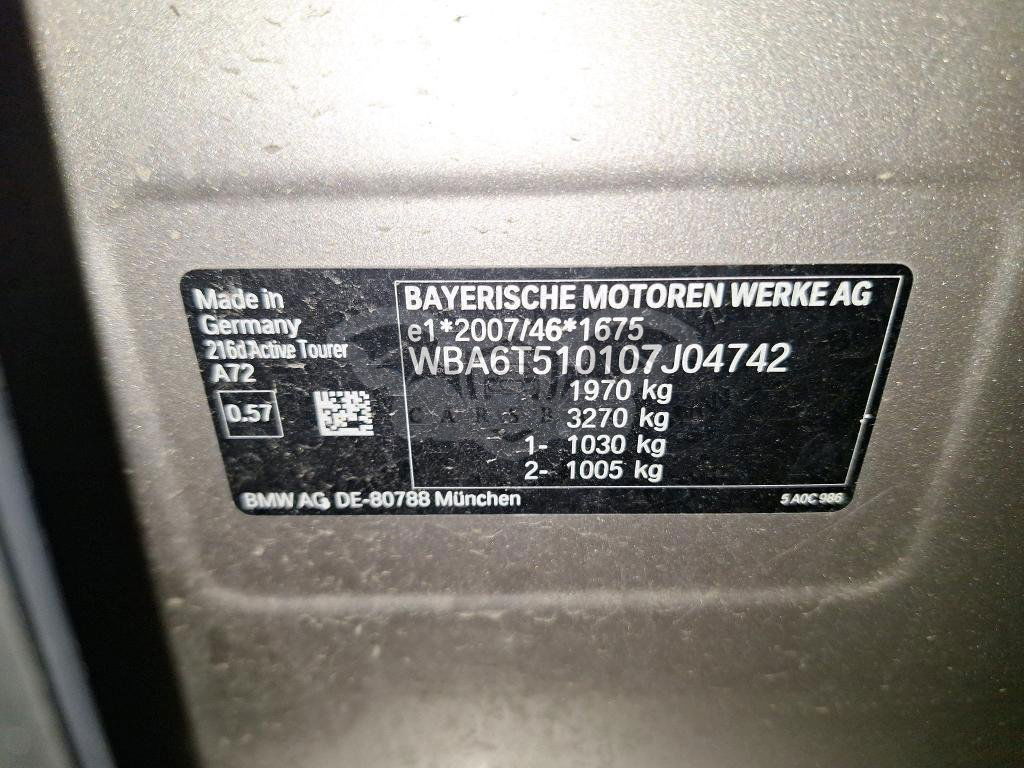 Made in
Germany
216d Active Tourer
A72
0.57
BAYERISCHE MOTOREN WERKE AG
e1*2007/46*1675
WBA6T510107J04742
1970 kg
3270 kg
1- 1030 kg
2- 1005 kg
BMW AG DE-80788 München
5 A0C 986